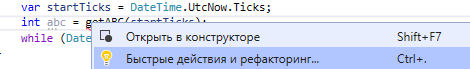 var startTicks = DateTime.UtcNow.Ticks;
int abc = getABC(startTicks);
while (Date
Открыть в конструкторе Shift+F7
Быстрые действия и рефакторинг... Ctrl+.